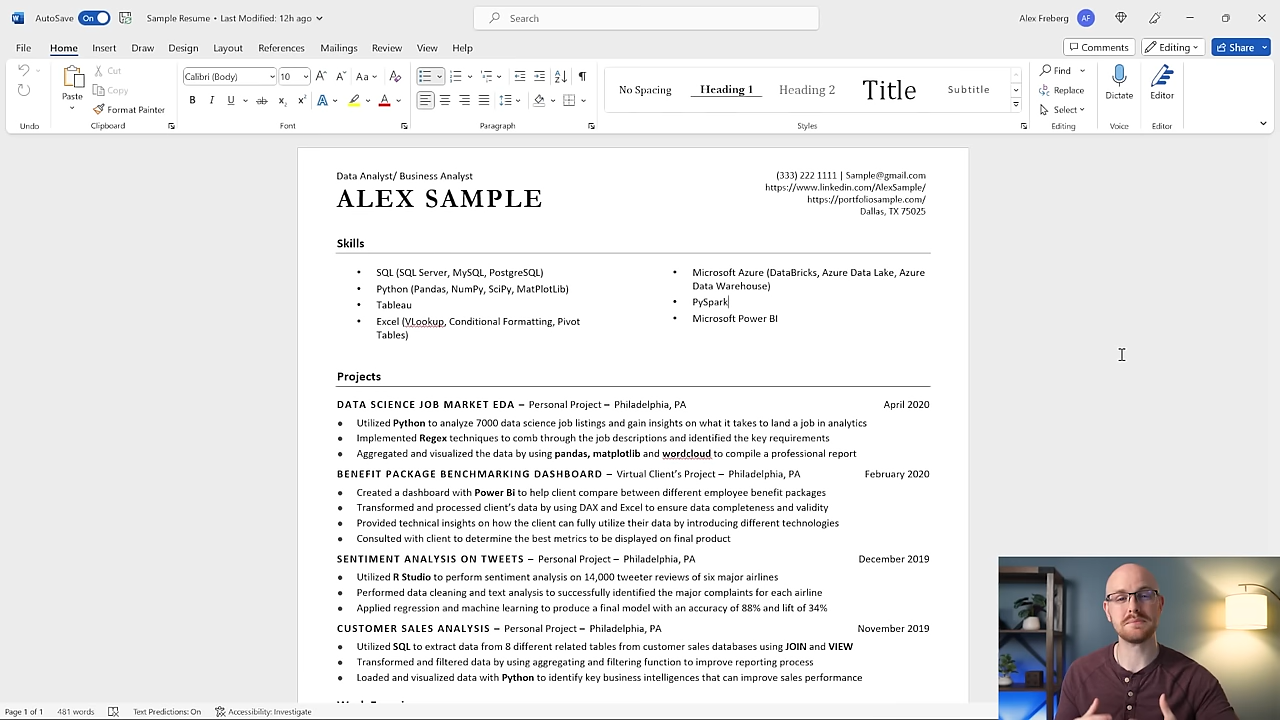 AutoSave On Sample Resume • Last Modified: 12h ago Search Alex Freberg AF
File Home Insert Draw Design Layout References Mailings Review View Help Comments Editing Share
Paste Cut Copy Format Painter
Calibri (Body) 10
No Spacing Heading 1 Heading 2 Title Subtitle
Find Replace Select Dictate Editor
Undo Clipboard Font Paragraph Styles Editing Voice Editor
Data Analyst/ Business Analyst
ALEX SAMPLE
(333) 222 1111 | Sample@gmail.com
https://www.linkedin.com/AlexSample/
https://portfoliosample.com/
Dallas, TX 75025
Skills
• SQL (SQL Server, MySQL, PostgreSQL)
• Python (Pandas, NumPy, SciPy, MatPlotLib)
• Tableau
• Excel (VLookup, Conditional Formatting, Pivot
Tables)
• Microsoft Azure (DataBricks, Azure Data Lake, Azure
Data Warehouse)
• PySpark
• Microsoft Power BI
Projects
DATA SCIENCE JOB MARKET EDA – Personal Project – Philadelphia, PA April 2020
● Utilized Python to analyze 7000 data science job listings and gain insights on what it takes to land a job in analytics
● Implemented Regex techniques to comb through the job descriptions and identified the key requirements
● Aggregated and visualized the data by using pandas, matplotlib and wordcloud to compile a professional report
BENEFIT PACKAGE BENCHMARKING DASHBOARD – Virtual Client's Project – Philadelphia, PA February 2020
● Created a dashboard with Power Bi to help client compare between different employee benefit packages
● Transformed and processed client's data by using DAX and Excel to ensure data completeness and validity
● Provided technical insights on how the client can fully utilize their data by introducing different technologies
● Consulted with client to determine the best metrics to be displayed on final product
SENTIMENT ANALYSIS ON TWEETS – Personal Project – Philadelphia, PA December 2019
● Utilized R Studio to perform sentiment analysis on 14,000 tweeter reviews of six major airlines
● Performed data cleaning and text analysis to successfully identified the major complaints for each airline
● Applied regression and machine learning to produce a final model with an accuracy of 88% and lift of 34%
CUSTOMER SALES ANALYSIS – Personal Project – Philadelphia, PA November 2019
● Utilized SQL to extract data from 8 different related tables from customer sales databases using JOIN and VIEW
● Transformed and filtered data by using aggregating and filtering function to improve reporting process
● Loaded and visualized data with Python to identify key business intelligences that can improve sales performance
Page 1 of 1 481 words Text Predictions: On Accessibility: Investigate